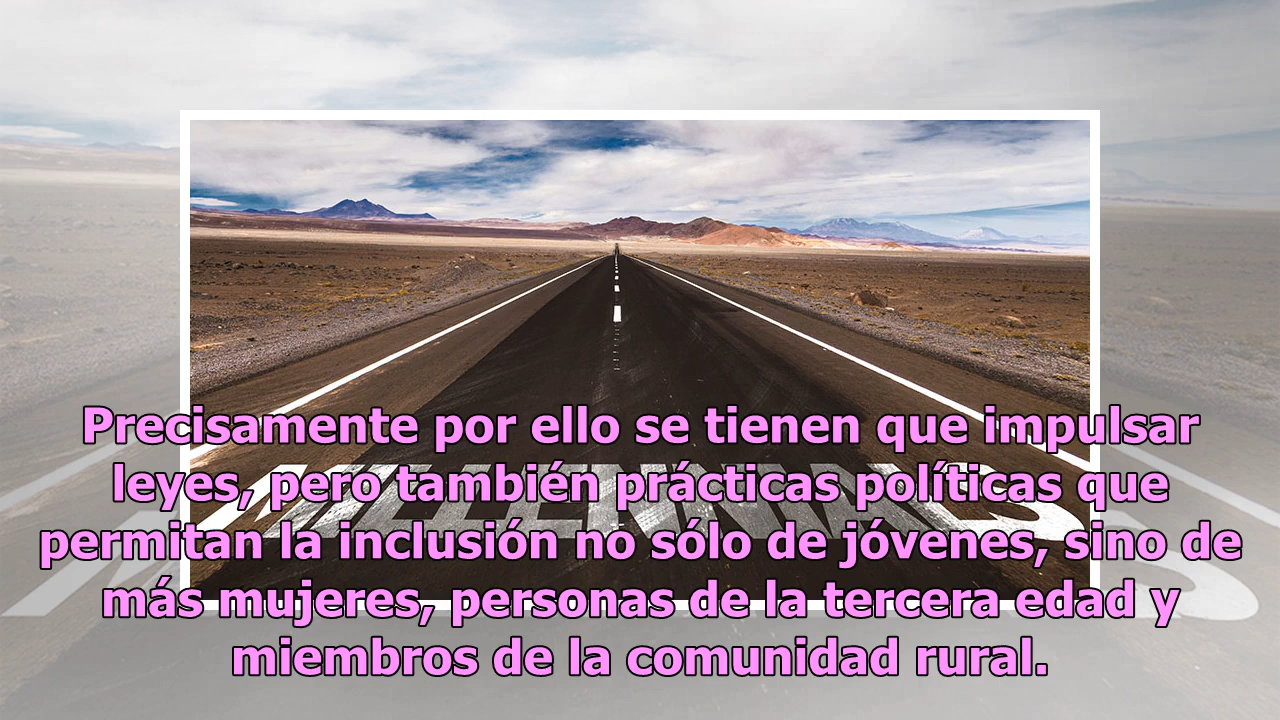 Precisamente por ello se tienen que impulsar
leyes, pero también prácticas políticas que
permitan la inclusión no sólo de jóvenes, sino de
más mujeres, personas de la tercera edad y
miembros de la comunidad rural.
MILLENNIALS